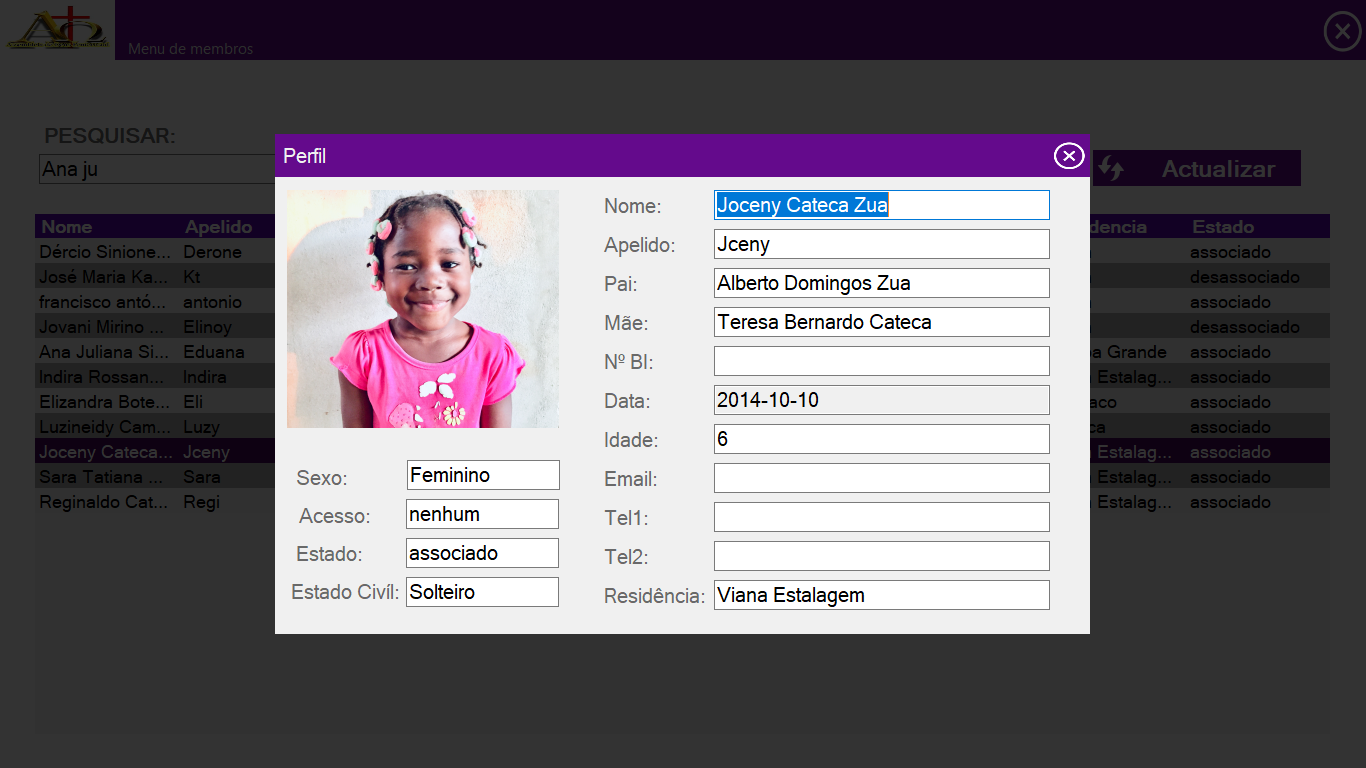 Menu de membros
PESQUISAR:
Ana ju
Actualizar
Nome Apelido dencia Estado
Dércio Sinione... Derone associado
José Maria Ka... Kt desassociado
francisco antó... antonio associado
Jovani Mirino ... Elinoy desassociado
Ana Juliana Si... Eduana a Grande associado
Indira Rossan... Indira Estalag... associado
Elizandra Bote... Eli aco associado
Luzineidy Cam... Luzy ca associado
Joceny Cateca... Jceny Estalag... associado
Sara Tatiana ... Sara Estalag... associado
Reginaldo Cat... Regi Estalag... associado
Perfil
Nome: Joceny Cateca Zua
Apelido: Jceny
Pai: Alberto Domingos Zua
Mãe: Teresa Bernardo Cateca
Nº BI:
Data: 2014-10-10
Idade: 6
Email:
Tel1:
Tel2:
Residência: Viana Estalagem
Sexo: Feminino
Acesso: nenhum
Estado: associado
Estado Civíl: Solteiro